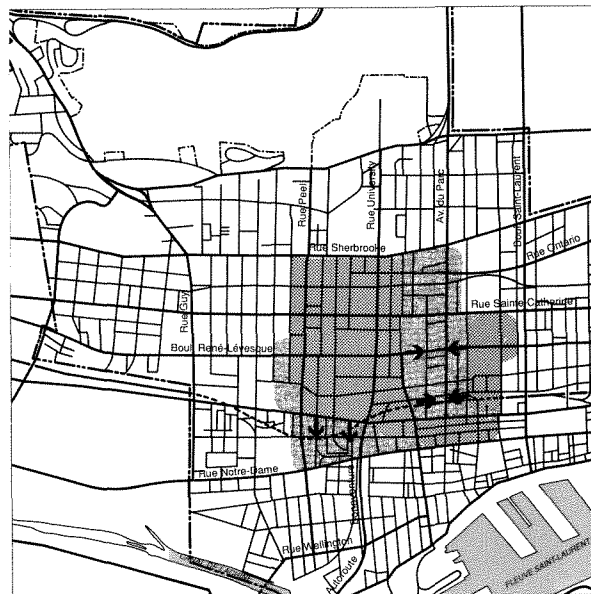 Rue Peel
Rue University
Av. du Parc
Boul. Saint-Laurent
Rue Sherbrooke
Rue Ontario
Rue Guy
Rue Sainte-Catherine
Boul. René-Lévesque
Rue Notre-Dame
Bonaventure
Rue Wellington
Autoroute
FLEUVE SAINT-LAURENT